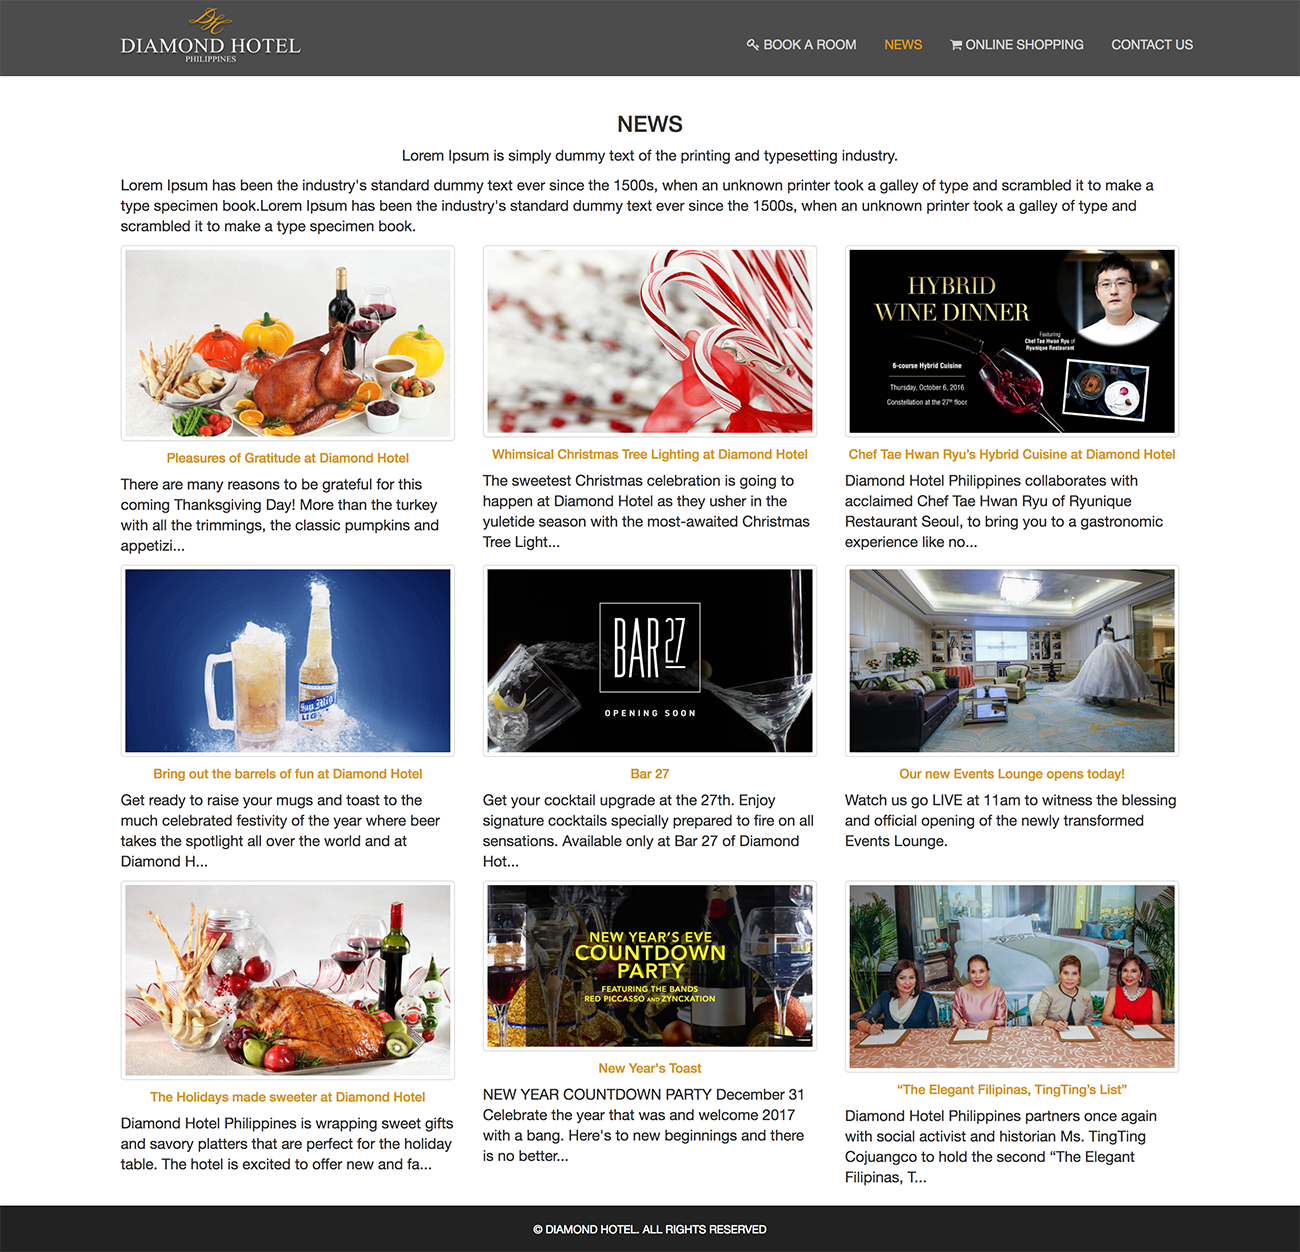 DIAMOND HOTEL
PHILIPPINES
BOOK A ROOM
NEWS
ONLINE SHOPPING
CONTACT US
NEWS
Lorem Ipsum is simply dummy text of the printing and typesetting industry.
Lorem Ipsum has been the industry's standard dummy text ever since the 1500s, when an unknown printer took a galley of type and scrambled it to make a
type specimen book.Lorem Ipsum has been the industry's standard dummy text ever since the 1500s, when an unknown printer took a galley of type and
scrambled it to make a type specimen book.
Pleasures of Gratitude at Diamond Hotel
There are many reasons to be grateful for this
coming Thanksgiving Day! More than the turkey
with all the trimmings, the classic pumpkins and
appetizi...
Whimsical Christmas Tree Lighting at Diamond Hotel
The sweetest Christmas celebration is going to
happen at Diamond Hotel as they usher in the
yuletide season with the most-awaited Christmas
Tree Light...
HYBRID
WINE DINNER
Featuring
Chef Tae Hwan Ryu of
Ryunique Restaurant
6-course Hybrid Cuisine
Thursday, October 6, 2016
Constellation at the 27th floor
Chef Tae Hwan Ryu's Hybrid Cuisine at Diamond Hotel
Diamond Hotel Philippines collaborates with
acclaimed Chef Tae Hwan Ryu of Ryunique
Restaurant Seoul, to bring you to a gastronomic
experience like no...
San Mig
LIGHT
Bring out the barrels of fun at Diamond Hotel
Get ready to raise your mugs and toast to the
much celebrated festivity of the year where beer
takes the spotlight all over the world and at
Diamond H...
BAR 27
OPENING SOON
Bar 27
Get your cocktail upgrade at the 27th. Enjoy
signature cocktails specially prepared to fire on all
sensations. Available only at Bar 27 of Diamond
Hot...
DIAMOND HOTEL
Our new Events Lounge opens today!
Watch us go LIVE at 11am to witness the blessing
and official opening of the newly transformed
Events Lounge.
The Holidays made sweeter at Diamond Hotel
Diamond Hotel Philippines is wrapping sweet gifts
and savory platters that are perfect for the holiday
table. The hotel is excited to offer new and fa...
NEW YEAR'S EVE
COUNTDOWN
PARTY
FEATURING THE BANDS
RED PICCASSO AND ZYNCXATION
New Year's Toast
NEW YEAR COUNTDOWN PARTY December 31
Celebrate the year that was and welcome 2017
with a bang. Here's to new beginnings and there
is no better...
“The Elegant Filipinas, TingTing's List”
Diamond Hotel Philippines partners once again
with social activist and historian Ms. TingTing
Cojuangco to hold the second “The Elegant
Filipinas, T...
© DIAMOND HOTEL. ALL RIGHTS RESERVED